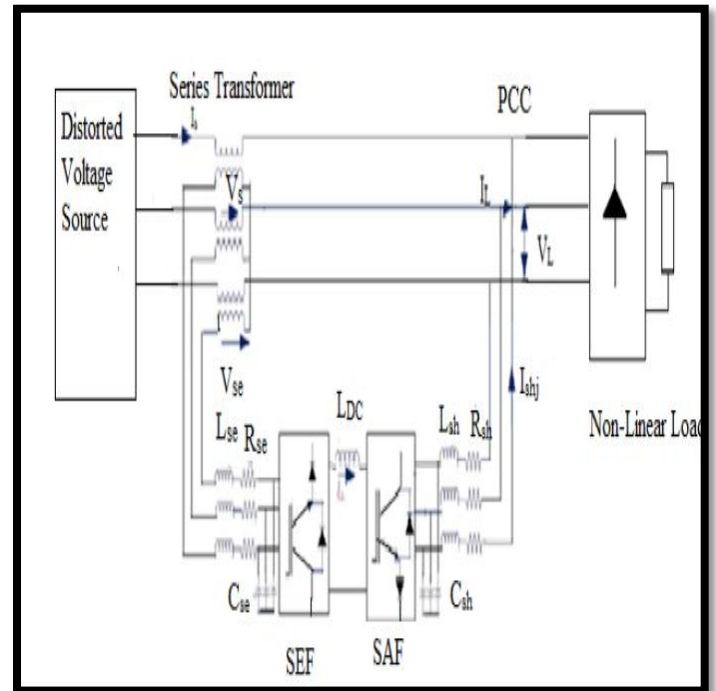 Series Transformer
PCC
Distorted
Voltage
Source
Is
Vs
IL
VL
Vse
Ishj
LDC
Lse
Rse
Lsh
Rsh
Non-Linear Load
Cse
Csh
SEF
SAF